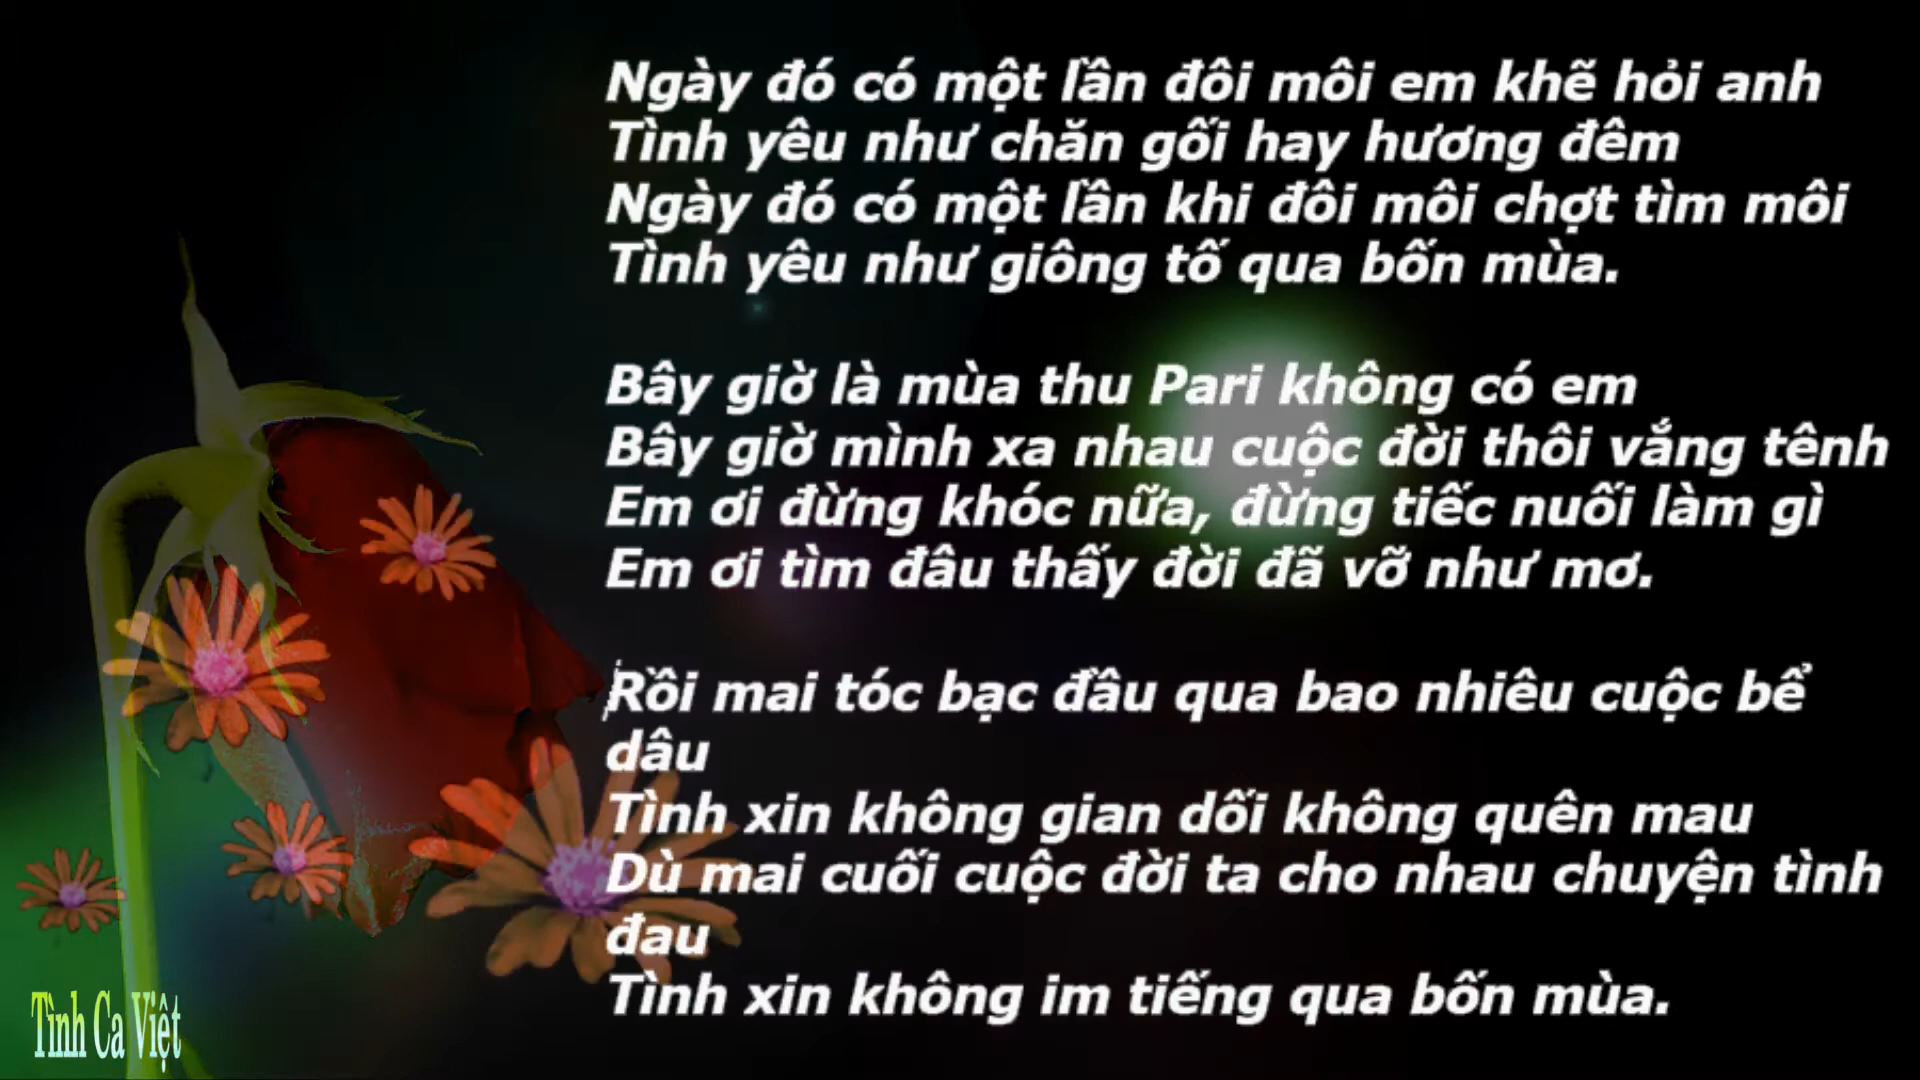 Ngày đó có một lần đôi môi em khẽ hỏi anh
Tình yêu như chăn gối hay hương đêm
Ngày đó có một lần khi đôi môi chợt tìm môi
Tình yêu như giông tố qua bốn mùa.
Bây giờ là mùa thu Pari không có em
Bây giờ mình xa nhau cuộc đời thôi vắng tênh
Em ơi đừng khóc nữa, đừng tiếc nuối làm gì
Em ơi tìm đâu thấy đời đã vỡ như mơ.
Rồi mai tóc bạc đầu qua bao nhiêu cuộc bể
dâu
Tình xin không gian dối không quên mau
Dù mai cuối cuộc đời ta cho nhau chuyện tình
đau
Tình xin không im tiếng qua bốn mùa.
Tình Ca Việt